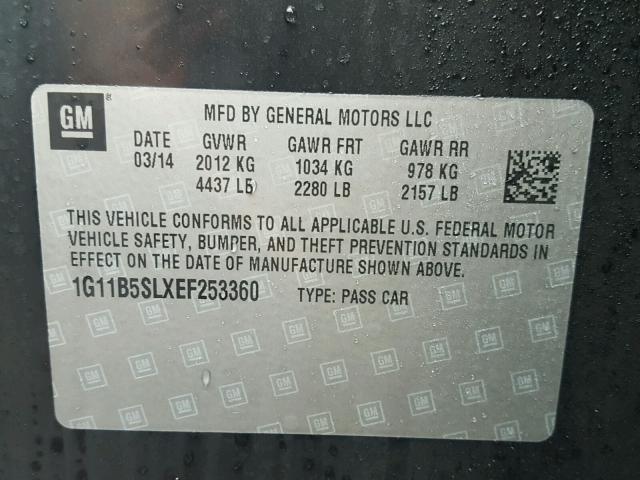 GM
MFD BY GENERAL MOTORS LLC
DATE GVWR GAWR FRT GAWR RR
03/14 2012 KG 1034 KG 978 KG
4437 LB 2280 LB 2157 LB
THIS VEHICLE CONFORMS TO ALL APPLICABLE U.S. FEDERAL MOTOR
VEHICLE SAFETY, BUMPER, AND THEFT PREVENTION STANDARDS IN
EFFECT ON THE DATE OF MANUFACTURE SHOWN ABOVE.
1G11B5SLXEF253360 TYPE: PASS CAR